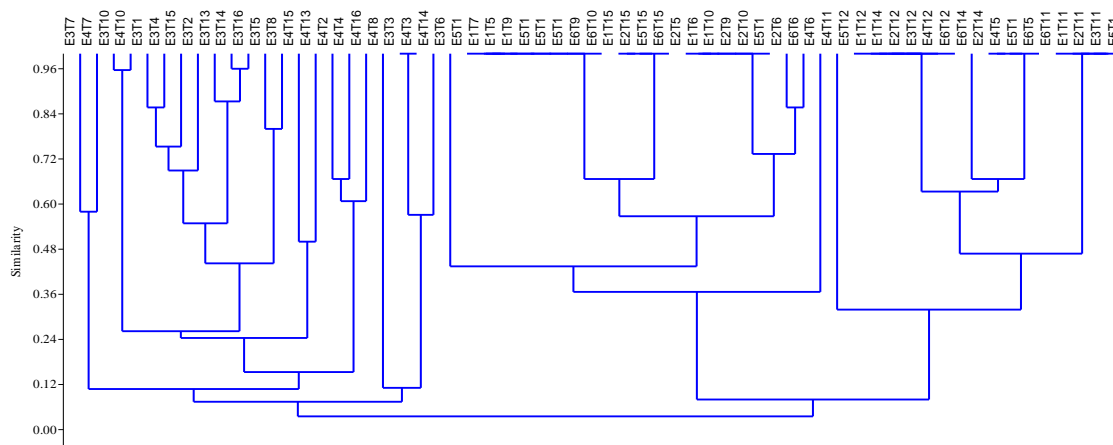 E3T7
E4T7
E3T10
E4T10
E3T1
E3T4
E3T15
E3T2
E3T13
E3T14
E3T16
E3T5
E3T8
E4T15
E4T13
E4T2
E4T4
E4T16
E4T8
E3T3
E4T3
E4T14
E3T6
E5T1
E1T7
E1T5
E1T9
E5T1
E5T1
E5T1
E6T9
E6T10
E1T15
E2T15
E5T15
E6T15
E2T5
E1T6
E1T10
E2T9
E2T10
E5T1
E2T6
E6T6
E4T6
E4T11
E5T12
E1T12
E1T14
E2T12
E3T12
E4T12
E6T12
E6T14
E2T14
E4T5
E5T1
E6T5
E6T11
E1T11
E2T11
E3T11
E5T1
0.96
0.84
0.72
0.60
0.48
0.36
0.24
0.12
0.00
Similarity